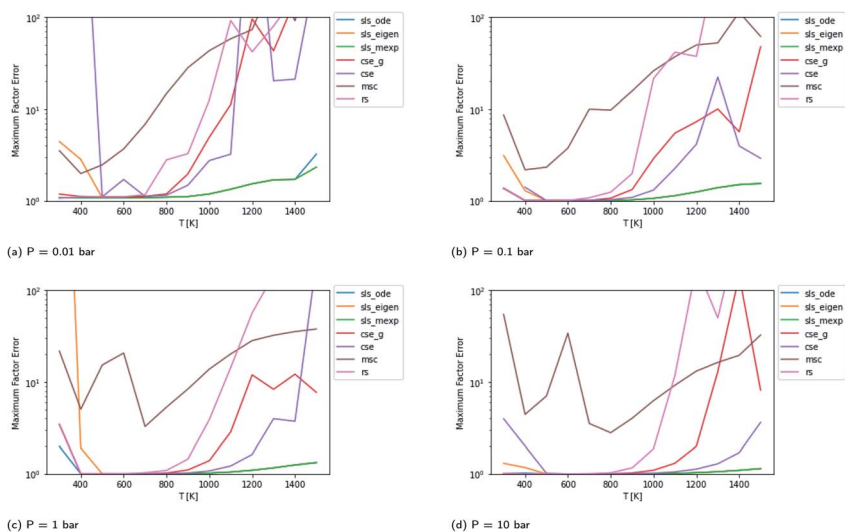 10²
10¹
10⁰
Maximum Factor Error
400 600 800 1000 1200 1400
T [K]
sls_ode
sls_eigen
sls_mexp
cse_g
cse
msc
rs
(a) P = 0.01 bar
10²
10¹
10⁰
Maximum Factor Error
400 600 800 1000 1200 1400
T [K]
sls_ode
sls_eigen
sls_mexp
cse_g
cse
msc
rs
(b) P = 0.1 bar
10²
10¹
10⁰
Maximum Factor Error
400 600 800 1000 1200 1400
T [K]
sls_ode
sls_eigen
sls_mexp
cse_g
cse
msc
rs
(c) P = 1 bar
10²
10¹
10⁰
Maximum Factor Error
400 600 800 1000 1200 1400
T [K]
sls_ode
sls_eigen
sls_mexp
cse_g
cse
msc
rs
(d) P = 10 bar